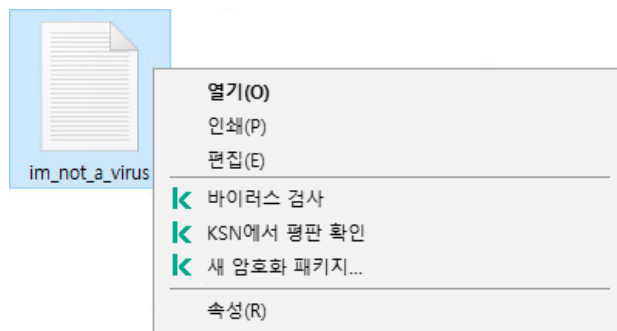 im_not_a_virus
열기(O)
인쇄(P)
편집(E)
바이러스 검사
KSN에서 평판 확인
새 암호화 패키지...
속성(R)